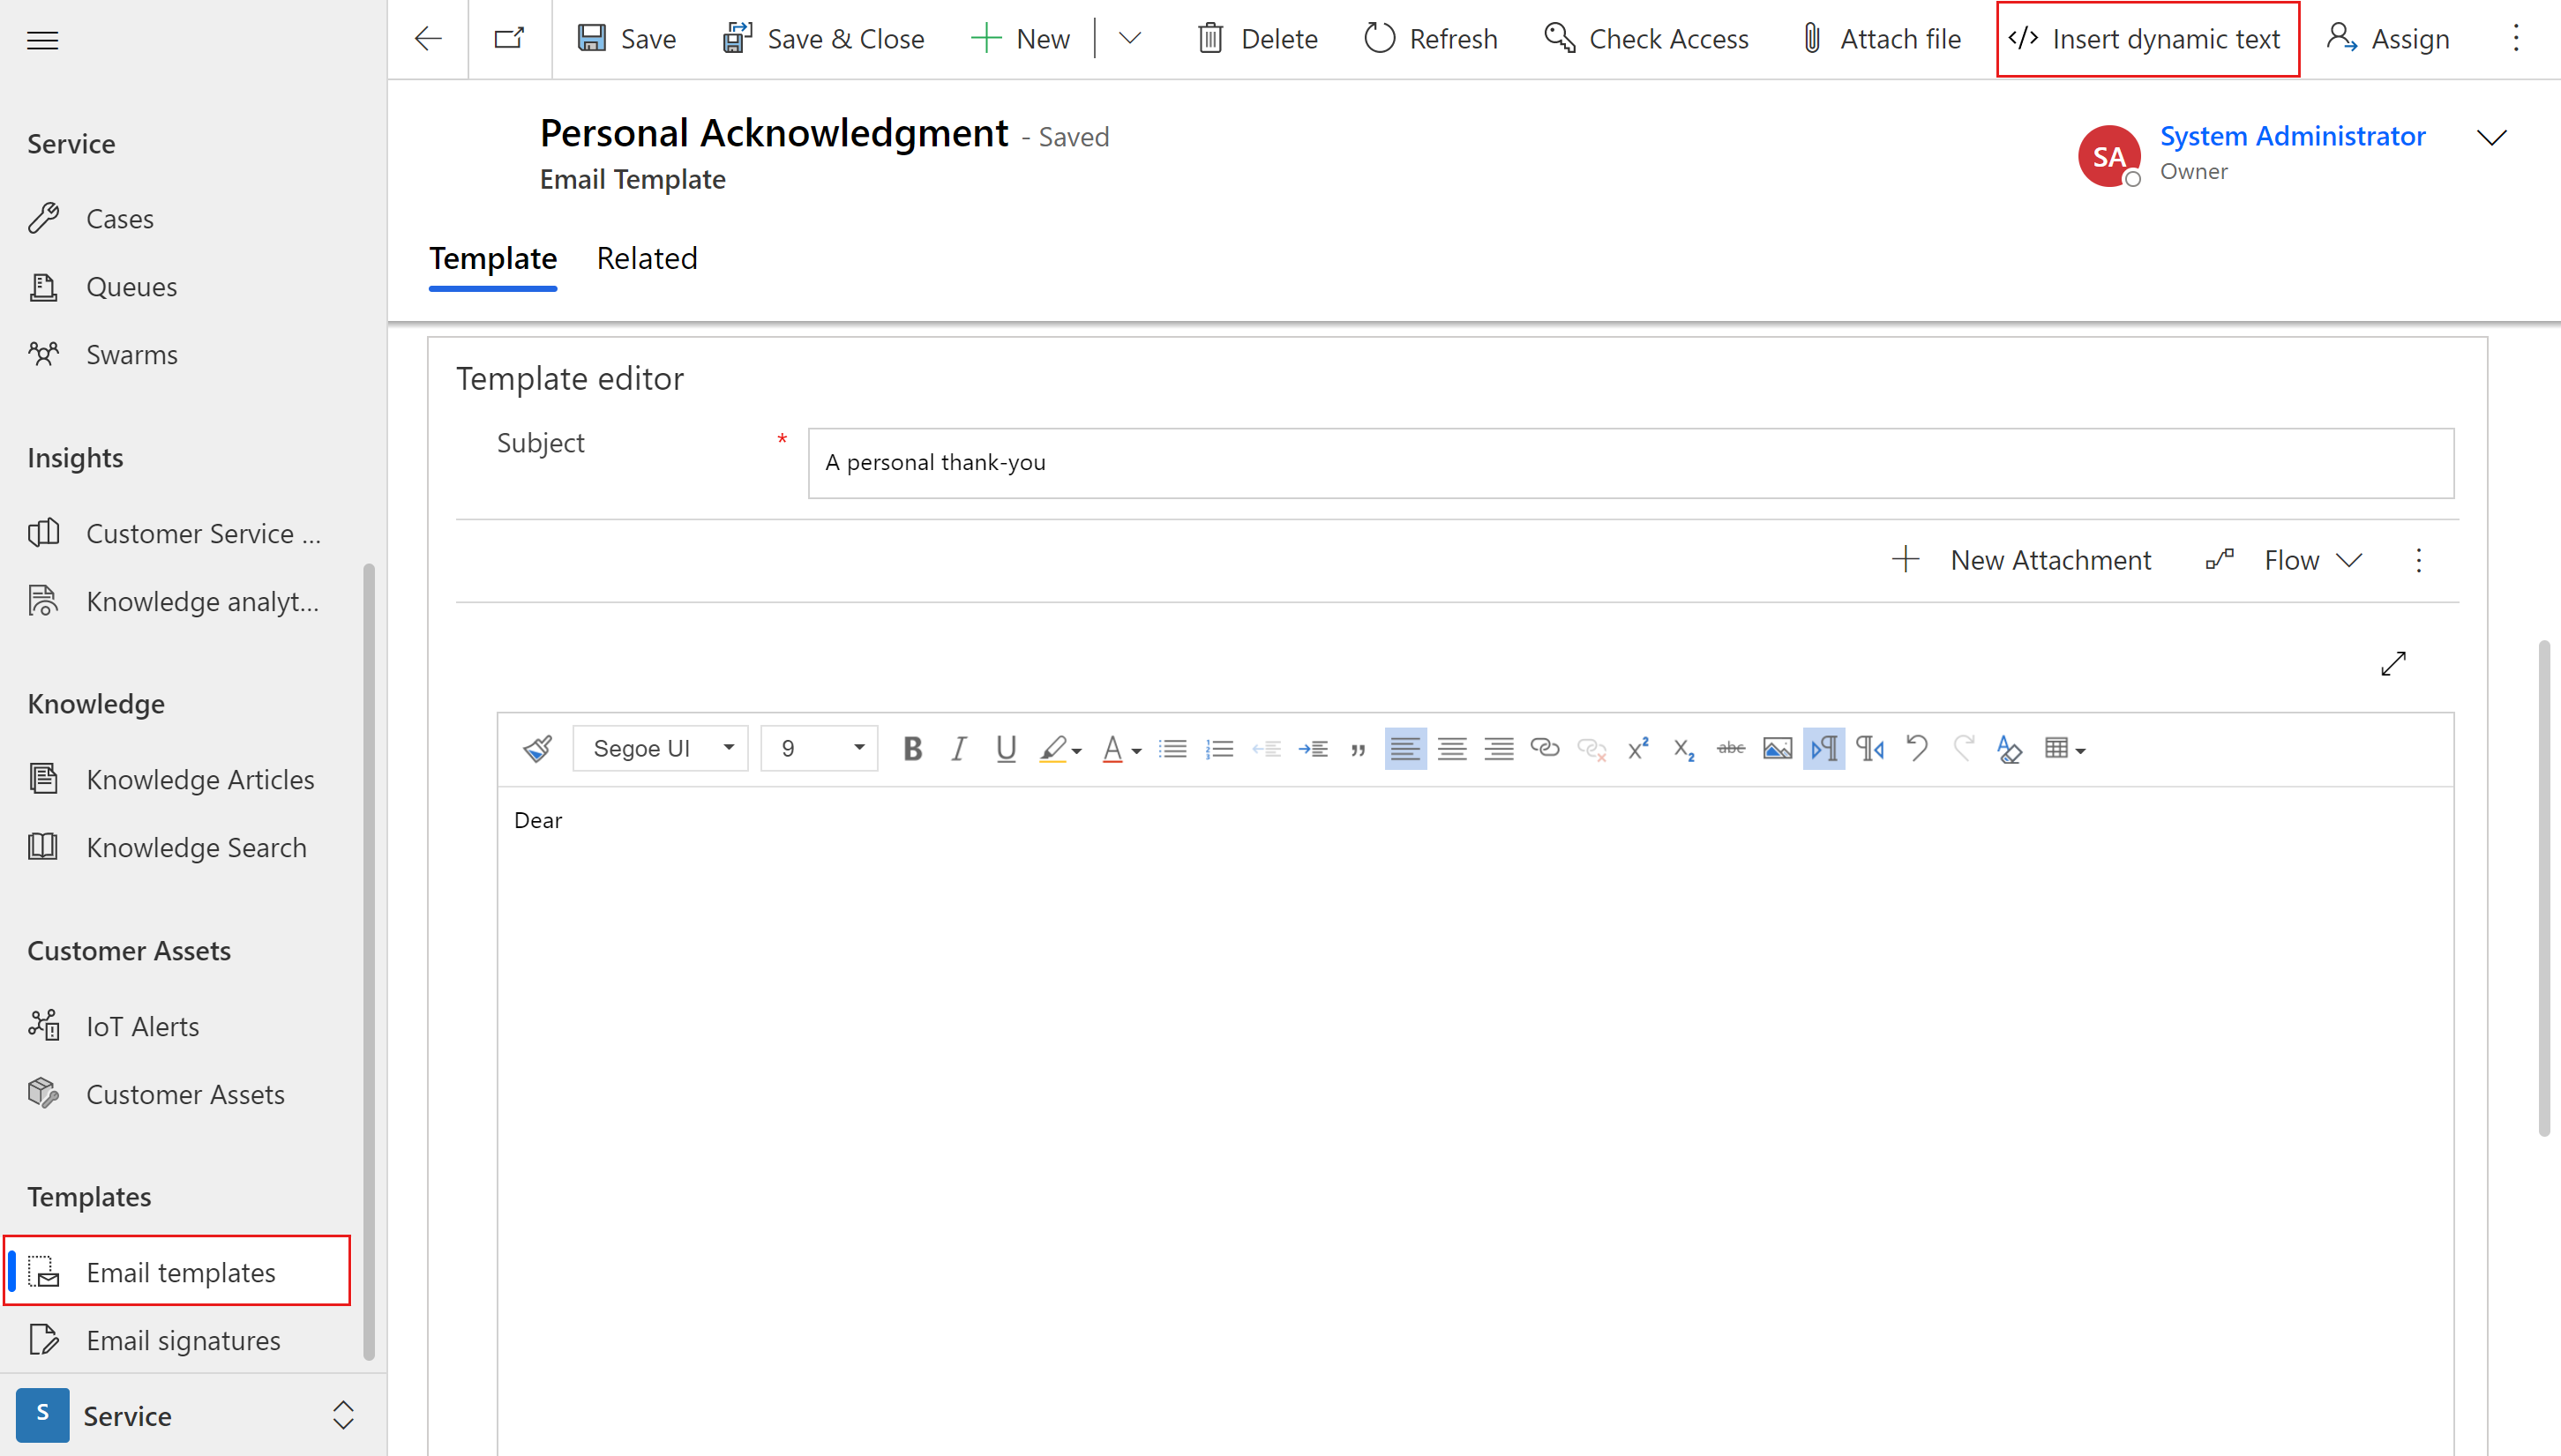 Save
Save & Close
New
Delete
Refresh
Check Access
Attach file
</> Insert dynamic text
Assign
Personal Acknowledgment - Saved
Email Template
SA
System Administrator
Owner
Template
Related
Service
Cases
Queues
Swarms
Insights
Customer Service ...
Knowledge analyt...
Knowledge
Knowledge Articles
Knowledge Search
Customer Assets
IoT Alerts
Customer Assets
Templates
Email templates
Email signatures
S
Service
Template editor
Subject *
A personal thank-you
New Attachment
Flow
Segoe UI
9
B I U A x² x₂ abc
Dear